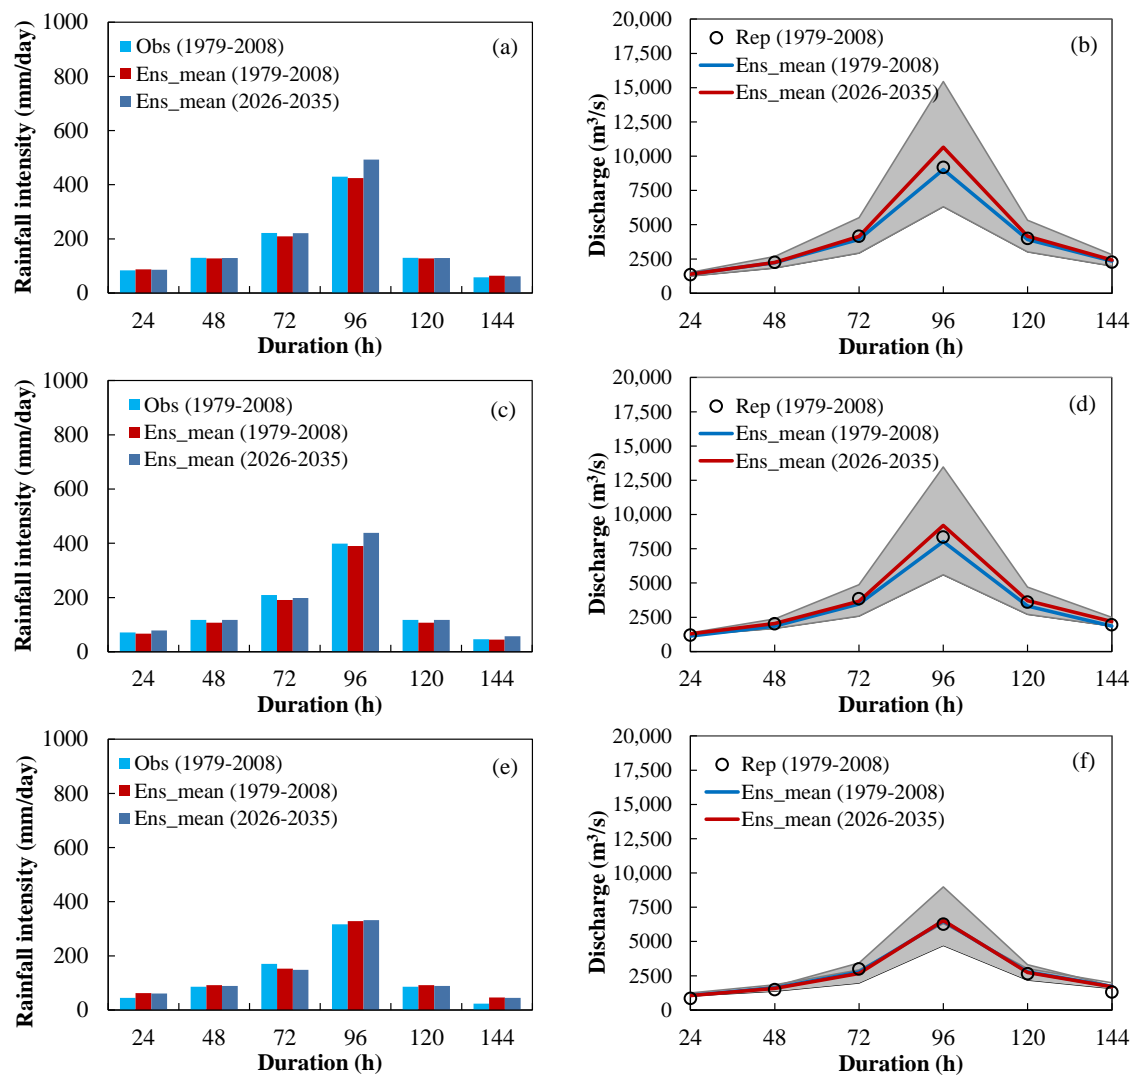 Rainfall intensity (mm/day)
1000
800
600
400
200
0
Obs (1979-2008)
Ens_mean (1979-2008)
Ens_mean (2026-2035)
(a)
24 48 72 96 120 144
Duration (h)
Discharge (m³/s)
20,000
17,500
15,000
12,500
10,000
7500
5000
2500
0
Rep (1979-2008)
Ens_mean (1979-2008)
Ens_mean (2026-2035)
(b)
24 48 72 96 120 144
Duration (h)
Rainfall intensity (mm/day)
1000
800
600
400
200
0
Obs (1979-2008)
Ens_mean (1979-2008)
Ens_mean (2026-2035)
(c)
24 48 72 96 120 144
Duration (h)
Discharge (m³/s)
20,000
17,500
15,000
12,500
10,000
7500
5000
2500
0
Rep (1979-2008)
Ens_mean (1979-2008)
Ens_mean (2026-2035)
(d)
24 48 72 96 120 144
Duration (h)
Rainfall intensity (mm/day)
1000
800
600
400
200
0
Obs (1979-2008)
Ens_mean (1979-2008)
Ens_mean (2026-2035)
(e)
24 48 72 96 120 144
Duration (h)
Discharge (m³/s)
20,000
17,500
15,000
12,500
10,000
7500
5000
2500
0
Rep (1979-2008)
Ens_mean (1979-2008)
Ens_mean (2026-2035)
(f)
24 48 72 96 120 144
Duration (h)